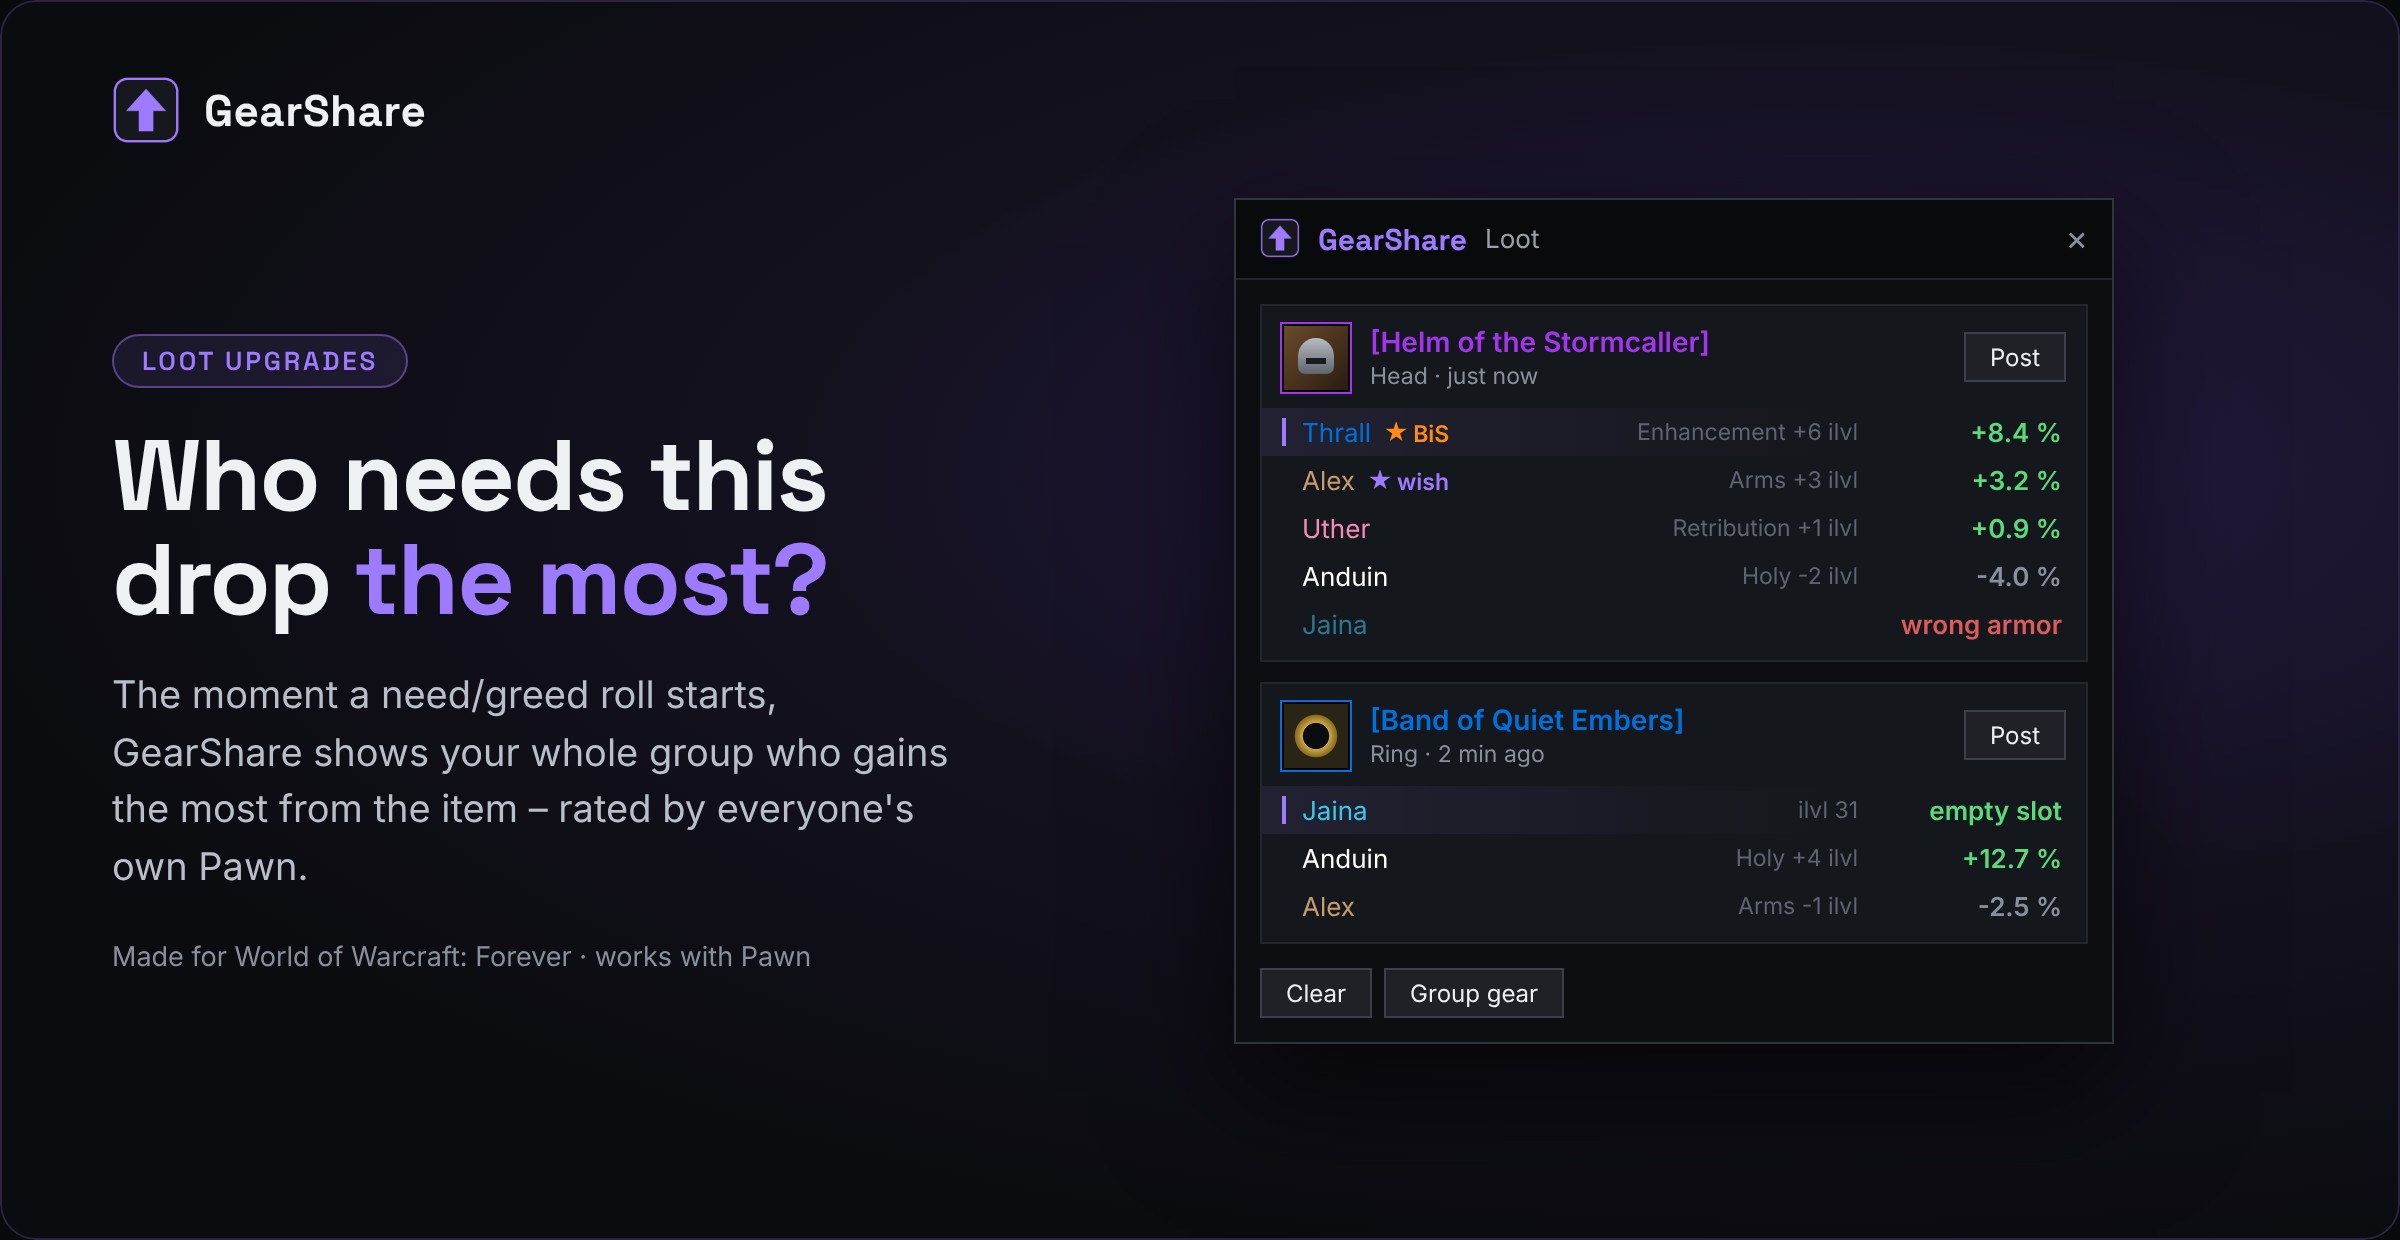 GearShare
LOOT UPGRADES
Who needs this
drop the most?
The moment a need/greed roll starts,
GearShare shows your whole group who gains
the most from the item – rated by everyone's
own Pawn.
Made for World of Warcraft: Forever · works with Pawn
GearShare Loot ×
[Helm of the Stormcaller]
Head · just now
Post
Thrall ★ BiS Enhancement +6 ilvl +8.4 %
Alex ★ wish Arms +3 ilvl +3.2 %
Uther Retribution +1 ilvl +0.9 %
Anduin Holy -2 ilvl -4.0 %
Jaina wrong armor
[Band of Quiet Embers]
Ring · 2 min ago
Post
Jaina ilvl 31 empty slot
Anduin Holy +4 ilvl +12.7 %
Alex Arms -1 ilvl -2.5 %
Clear Group gear